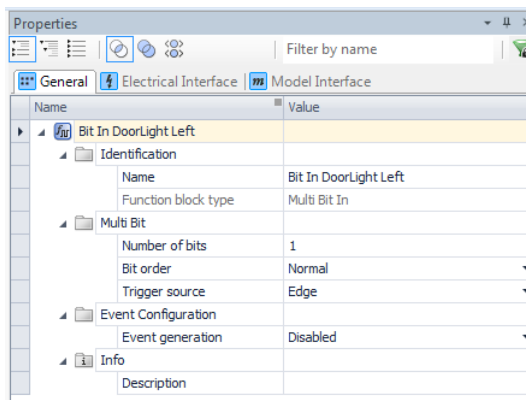 Properties
Filter by name
General Electrical Interface m Model Interface
Name Value
Bit In DoorLight Left
Identification
Name Bit In DoorLight Left
Function block type Multi Bit In
Multi Bit
Number of bits 1
Bit order Normal
Trigger source Edge
Event Configuration
Event generation Disabled
i Info
Description